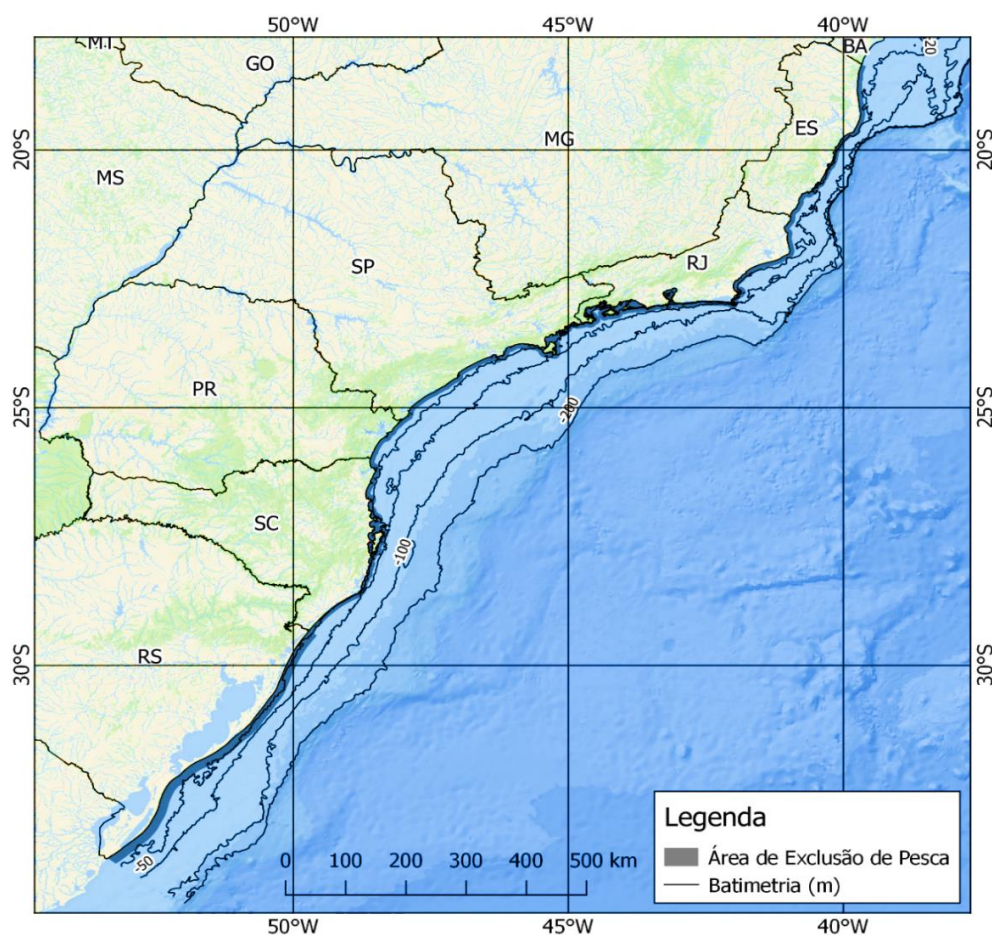 50°W
45°W
40°W
MT
GO
BA
-20
MG
ES
20°S
20°S
MS
SP
RJ
PR
25°S
-200
25°S
SC
-100
RS
30°S
30°S
-50
0 100 200 300 400 500 km
Legenda
Área de Exclusão de Pesca
Batimetria (m)
50°W
45°W
40°W